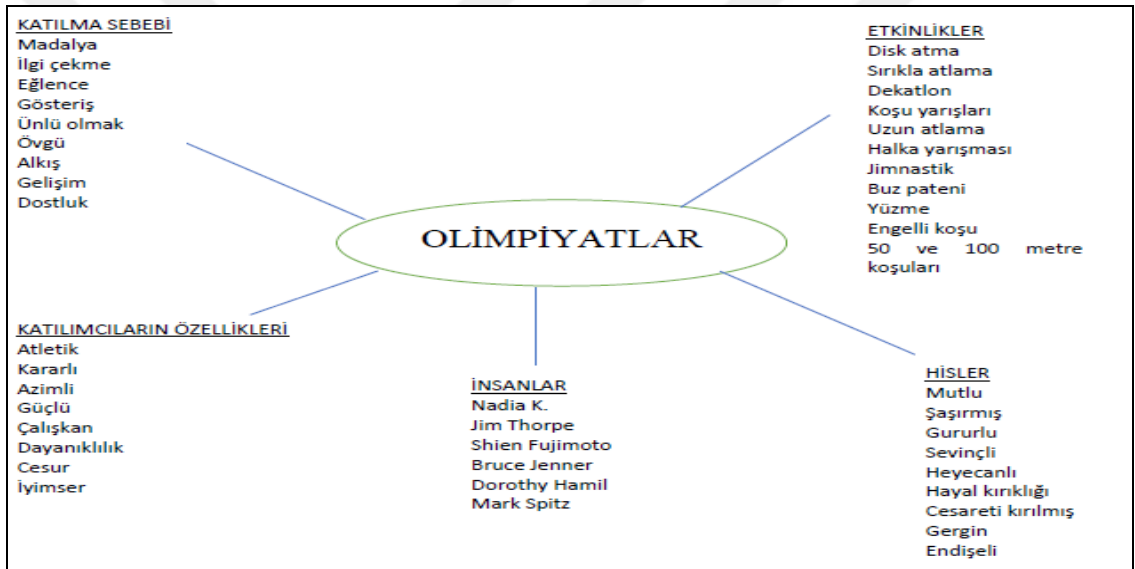 KATILMA SEBEBİ
Madalya
İlgi çekme
Eğlence
Gösteriş
Ünlü olmak
Övgü
Alkış
Gelişim
Dostluk
ETKİNLİKLER
Disk atma
Sırıkla atlama
Dekatlon
Koşu yarışları
Uzun atlama
Halka yarışması
Jimnastik
Buz pateni
Yüzme
Engelli koşu
50 ve 100 metre
koşuları
OLİMPİYATLAR
KATILIMCILARIN ÖZELLİKLERİ
Atletik
Kararlı
Azimli
Güçlü
Çalışkan
Dayanıklılık
Cesur
İyimser
İNSANLAR
Nadia K.
Jim Thorpe
Shien Fujimoto
Bruce Jenner
Dorothy Hamil
Mark Spitz
HİSLER
Mutlu
Şaşırmış
Gururlu
Sevinçli
Heyecanlı
Hayal kırıklığı
Cesareti kırılmış
Gergin
Endişeli